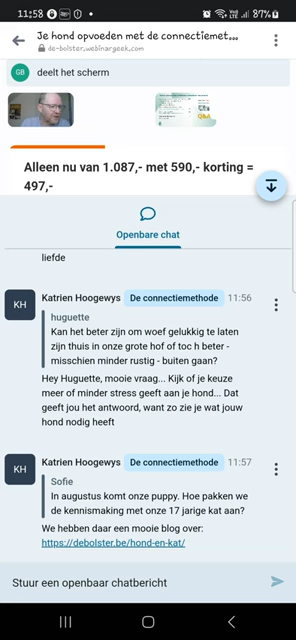 11:58
87%
Je hond opvoeden met de connectiemet...
de-bolster.webinargeek.com
GB
deelt het scherm
Q&A
Alleen nu van 1.087,- met 590,- korting =
497,-
Openbare chat
liefde
KH
Katrien Hoogewys
De connectiemethode
11:56
huguette
Kan het beter zijn om woef gelukkig te laten
zijn thuis in onze grote hof of toc h beter -
misschien minder rustig - buiten gaan?
Hey Huguette, mooie vraag... Kijk of je keuze
meer of minder stress geeft aan je hond... Dat
geeft jou het antwoord, want zo zie je wat jouw
hond nodig heeft
KH
Katrien Hoogewys
De connectiemethode
11:57
Sofie
In augustus komt onze puppy. Hoe pakken we
de kennismaking met onze 17 jarige kat aan?
We hebben daar een mooie blog over:
https://debolster.be/hond-en-kat/
Stuur een openbaar chatbericht